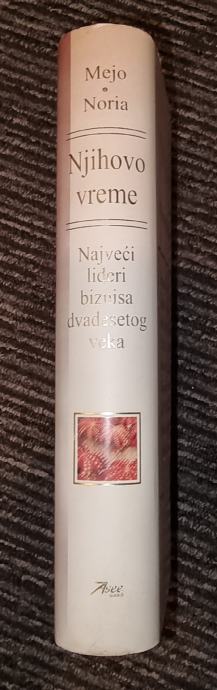 Mejo
Noria
Njihovo
vreme
Najveći
lideri
biznisa
dvadesetog
veka
Asee